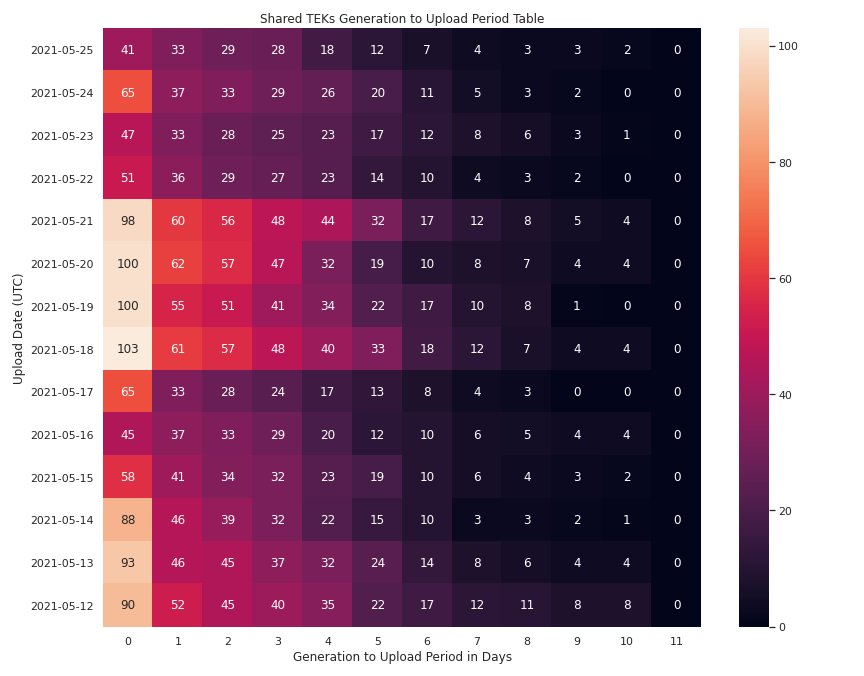 Shared TEKs Generation to Upload Period Table
Upload Date (UTC)
2021-05-25 41 33 29 28 18 12 7 4 3 3 2 0
2021-05-24 65 37 33 29 26 20 11 5 3 2 0 0
2021-05-23 47 33 28 25 23 17 12 8 6 3 1 0
2021-05-22 51 36 29 27 23 14 10 4 3 2 0 0
2021-05-21 98 60 56 48 44 32 17 12 8 5 4 0
2021-05-20 100 62 57 47 32 19 10 8 7 4 4 0
2021-05-19 100 55 51 41 34 22 17 10 8 1 0 0
2021-05-18 103 61 57 48 40 33 18 12 7 4 4 0
2021-05-17 65 33 28 24 17 13 8 4 3 0 0 0
2021-05-16 45 37 33 29 20 12 10 6 5 4 4 0
2021-05-15 58 41 34 32 23 19 10 6 4 3 2 0
2021-05-14 88 46 39 32 22 15 10 3 3 2 1 0
2021-05-13 93 46 45 37 32 24 14 8 6 4 4 0
2021-05-12 90 52 45 40 35 22 17 12 11 8 8 0
0 1 2 3 4 5 6 7 8 9 10 11
Generation to Upload Period in Days
100
80
60
40
20
0